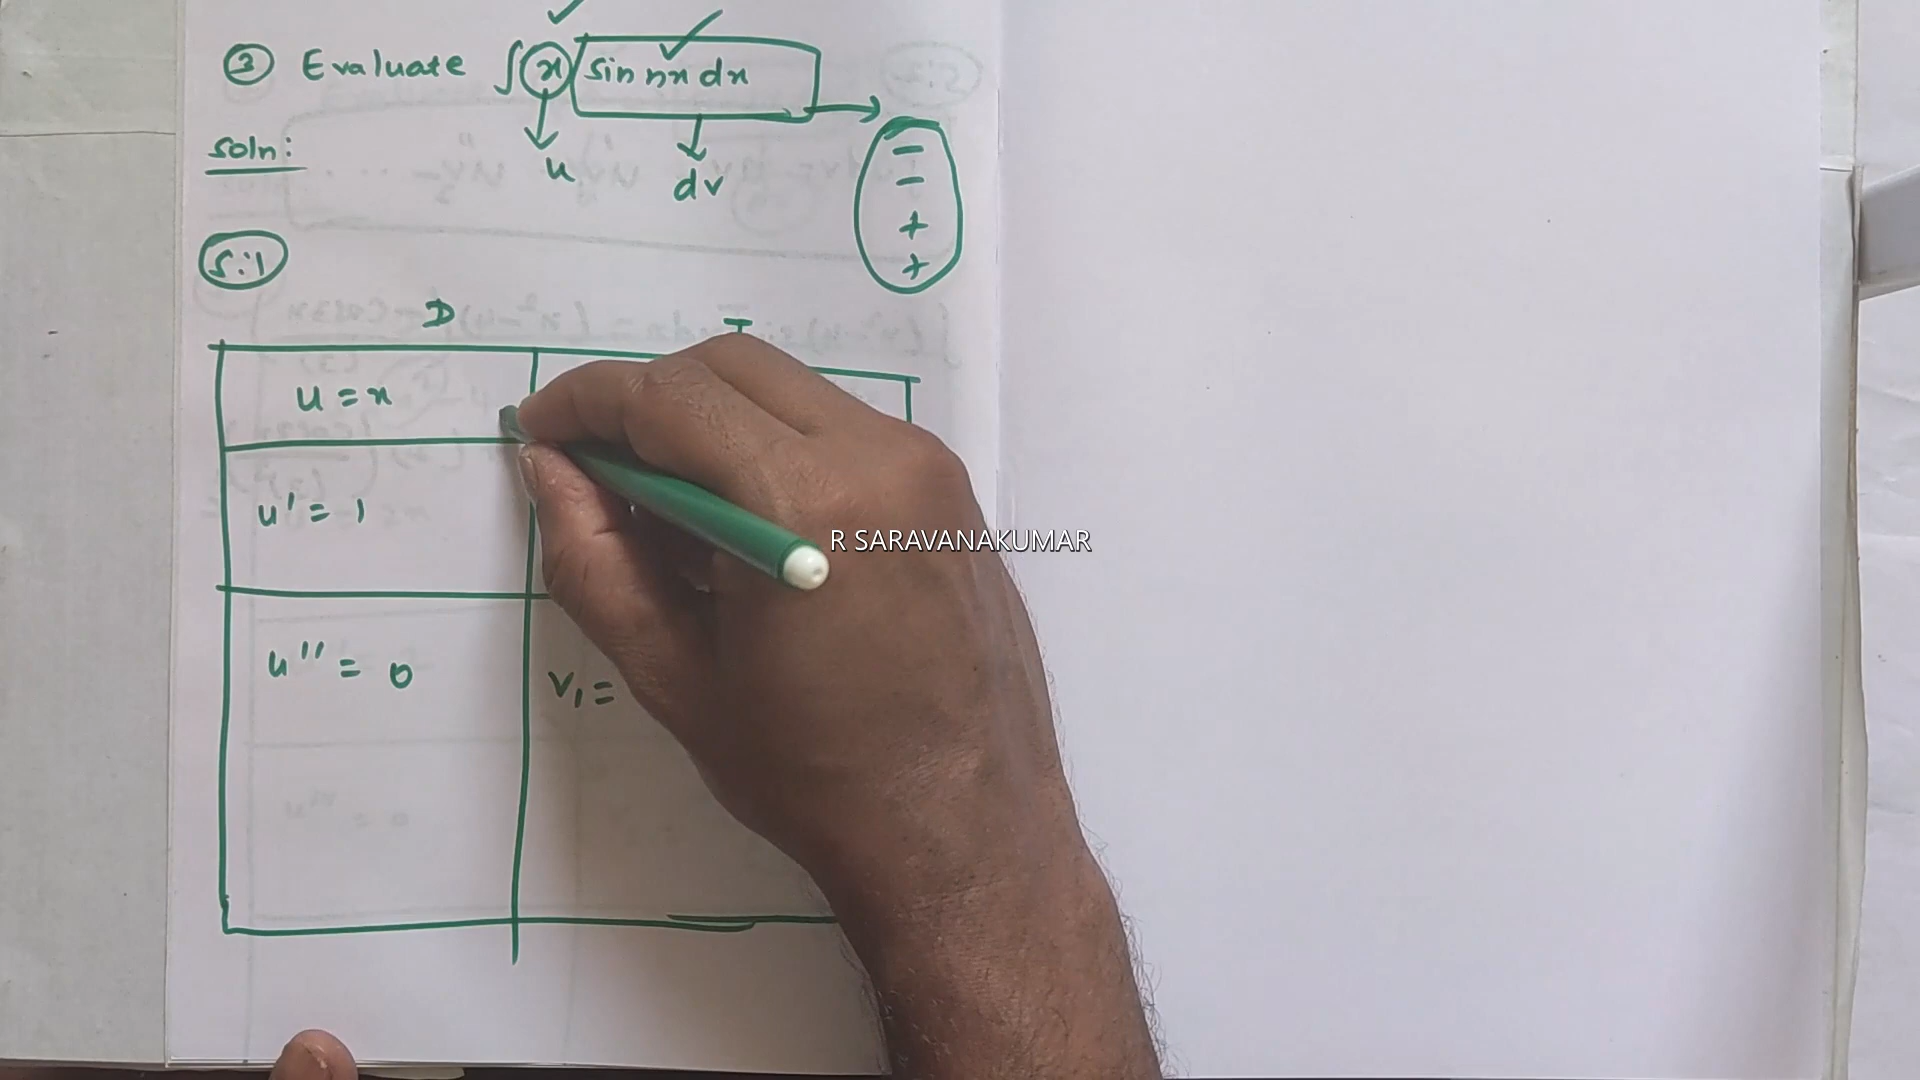 ③ Evaluate ∫ x sin nx dx
Soln:
u
dv
−
−
+
+
S:1
D I
u = x
u' = 1
u'' = 0
v₁ =
R SARAVANAKUMAR